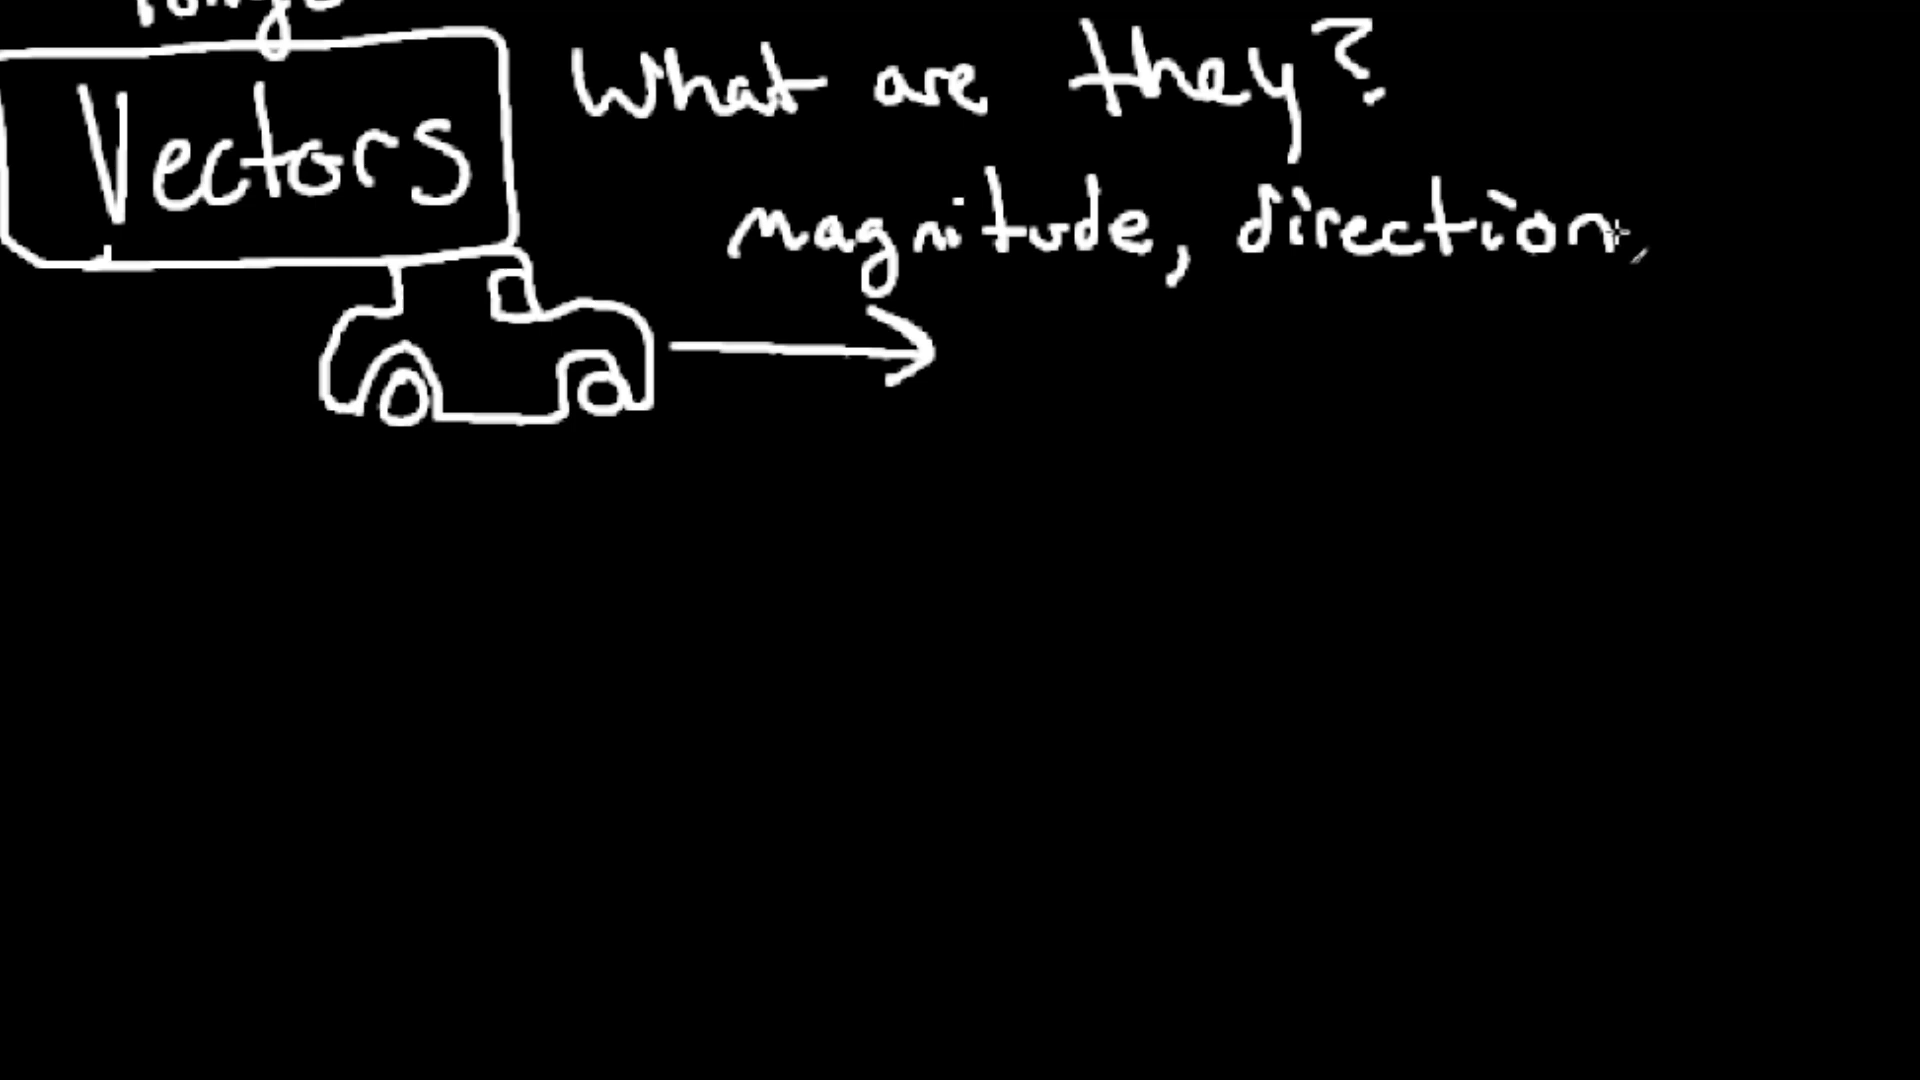 Vectors What are they?
magnitude, direction,